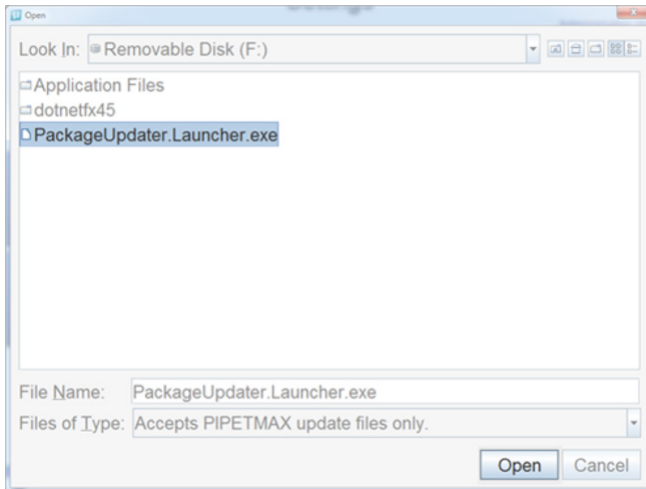 Open
Look In: Removable Disk (F:)
Application Files
dotnetfx45
PackageUpdater.Launcher.exe
File Name: PackageUpdater.Launcher.exe
Files of Type: Accepts PIPETMAX update files only.
Open Cancel